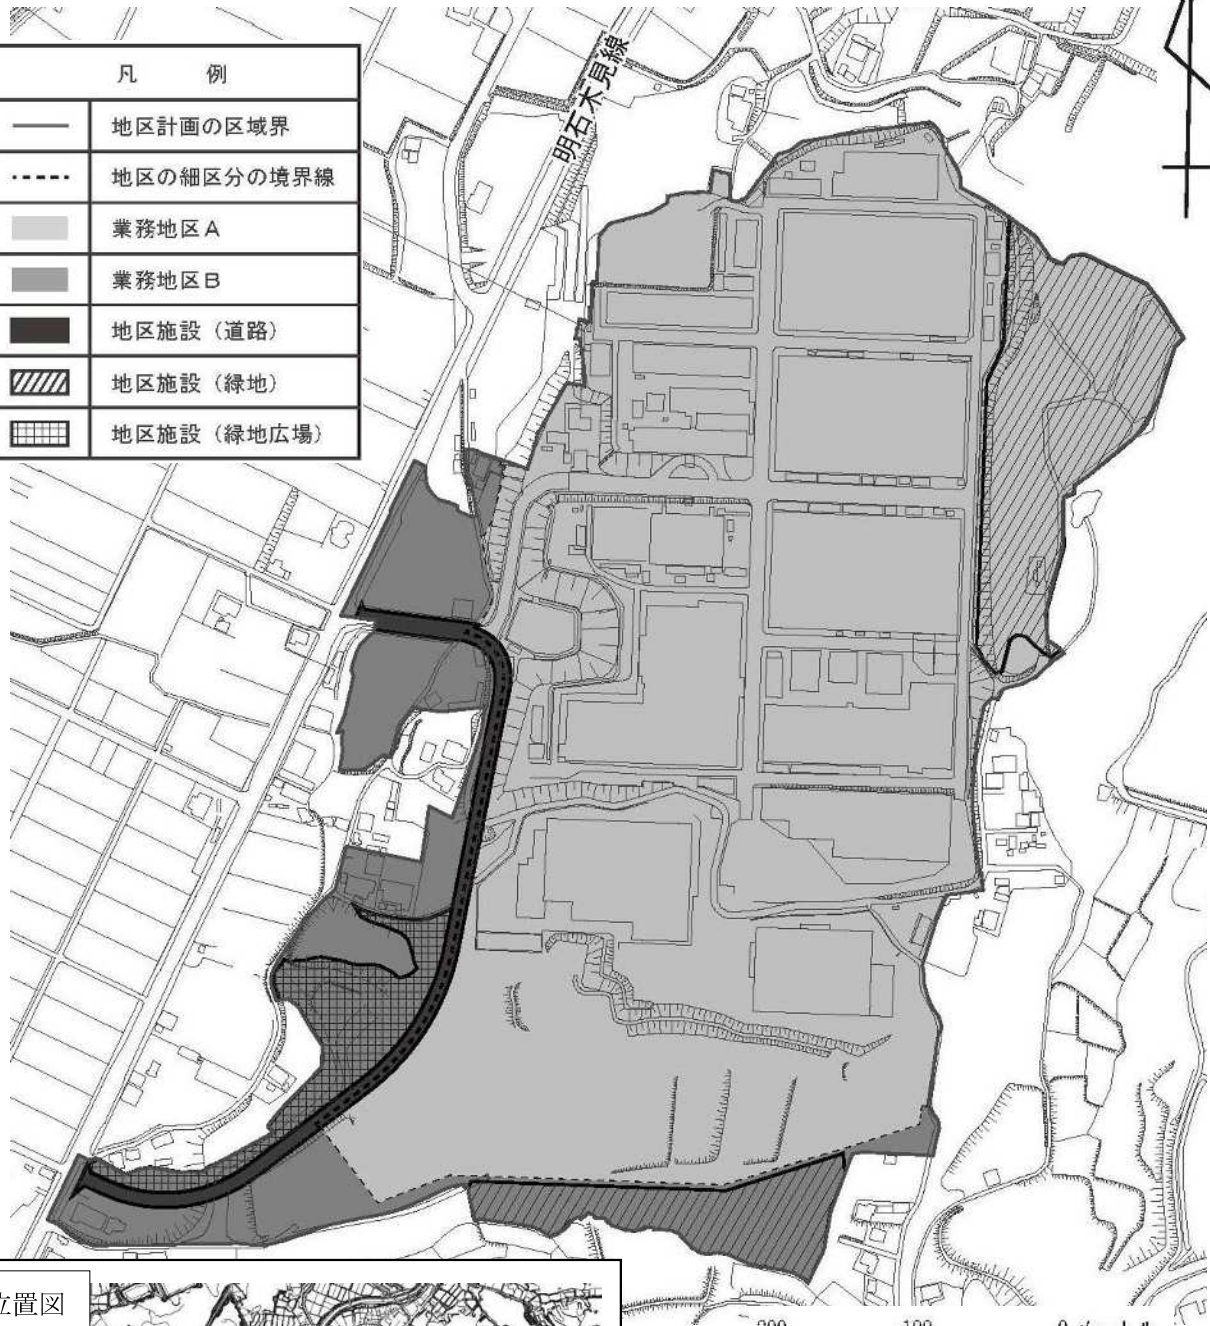 明石木見線
凡 例
地区計画の区域界
地区の細区分の境界線
業務地区A
業務地区B
地区施設（道路）
地区施設（緑地）
地区施設（緑地広場）
位置図